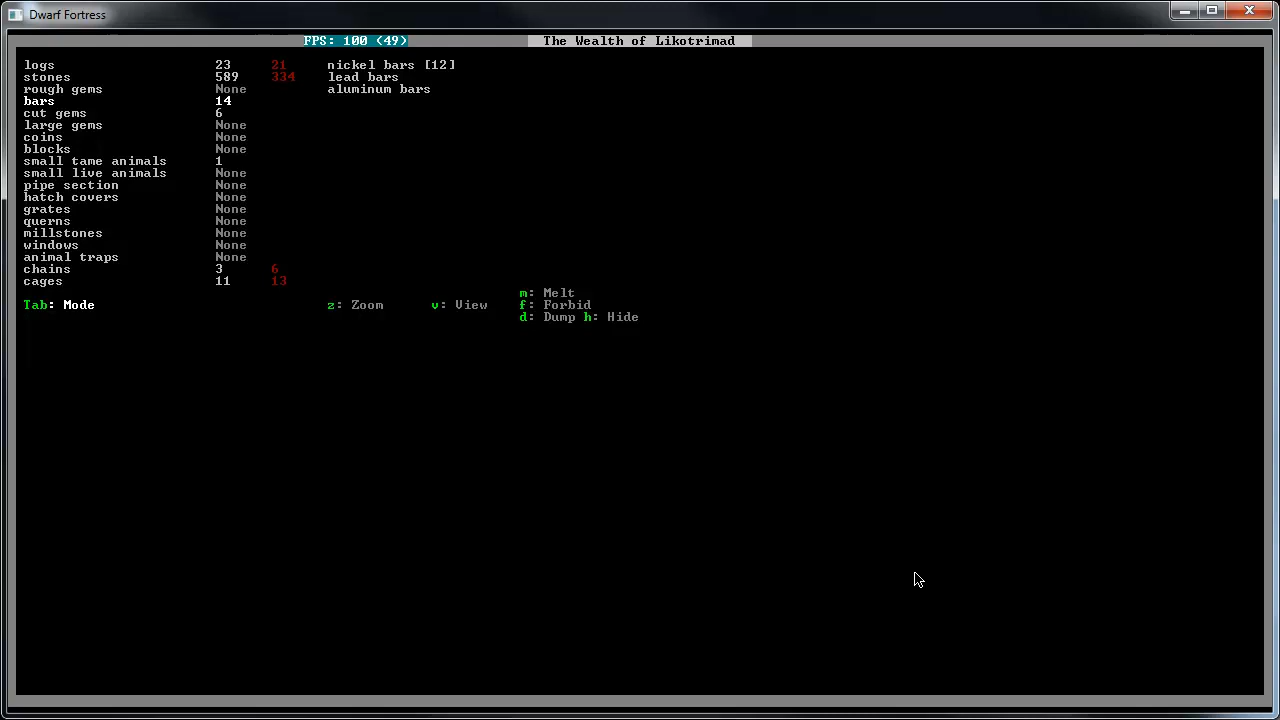 Dwarf Fortress
FPS: 100 (49) The Wealth of Likotrimad
logs 23 21 nickel bars [12]
stones 589 334 lead bars
rough gems None aluminum bars
bars 14
cut gems 6
large gems None
coins None
blocks None
small tame animals 1
small live animals None
pipe section None
hatch covers None
grates None
querns None
millstones None
windows None
animal traps None
chains 3 6
cages 11 13
m: Melt
Tab: Mode z: Zoom v: View f: Forbid
d: Dump h: Hide